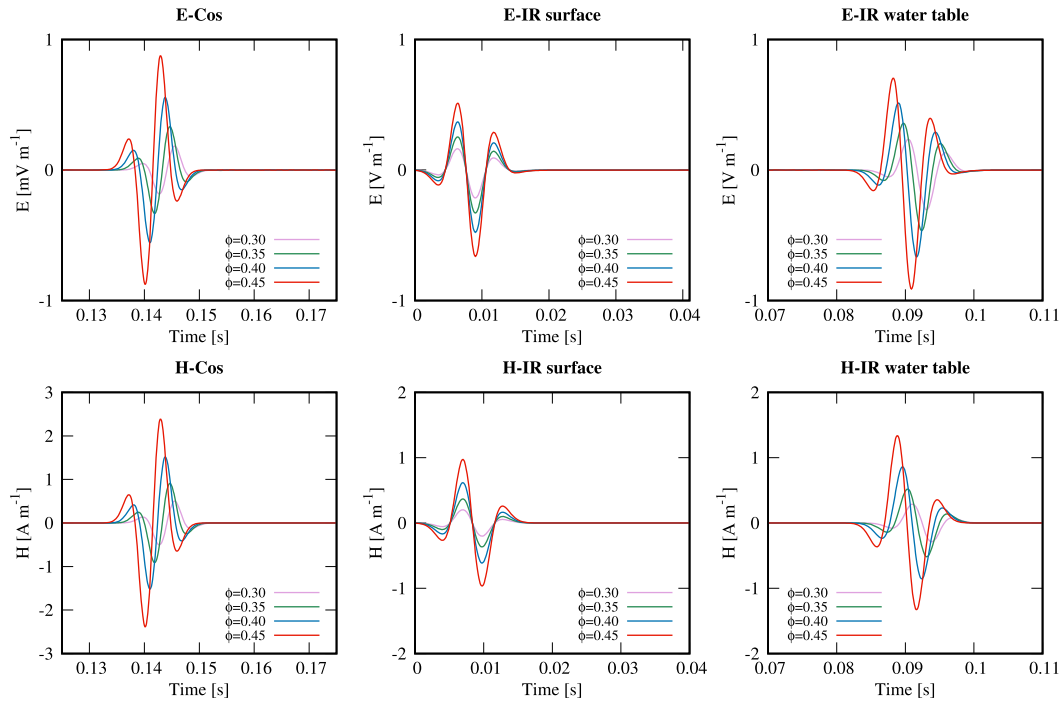 E-Cos
E-IR surface
E-IR water table
1
0
-1
E [mV m-1]
ϕ=0.30
ϕ=0.35
ϕ=0.40
ϕ=0.45
0.13 0.14 0.15 0.16 0.17
Time [s]
1
0
-1
E [V m-1]
ϕ=0.30
ϕ=0.35
ϕ=0.40
ϕ=0.45
0 0.01 0.02 0.03 0.04
Time [s]
1
0
-1
E [V m-1]
ϕ=0.30
ϕ=0.35
ϕ=0.40
ϕ=0.45
0.07 0.08 0.09 0.1 0.11
Time [s]
H-Cos
H-IR surface
H-IR water table
3
2
1
0
-1
-2
-3
H [A m-1]
ϕ=0.30
ϕ=0.35
ϕ=0.40
ϕ=0.45
0.13 0.14 0.15 0.16 0.17
Time [s]
2
1
0
-1
-2
H [A m-1]
ϕ=0.30
ϕ=0.35
ϕ=0.40
ϕ=0.45
0 0.01 0.02 0.03 0.04
Time [s]
2
1
0
-1
-2
H [A m-1]
ϕ=0.30
ϕ=0.35
ϕ=0.40
ϕ=0.45
0.07 0.08 0.09 0.1 0.11
Time [s]